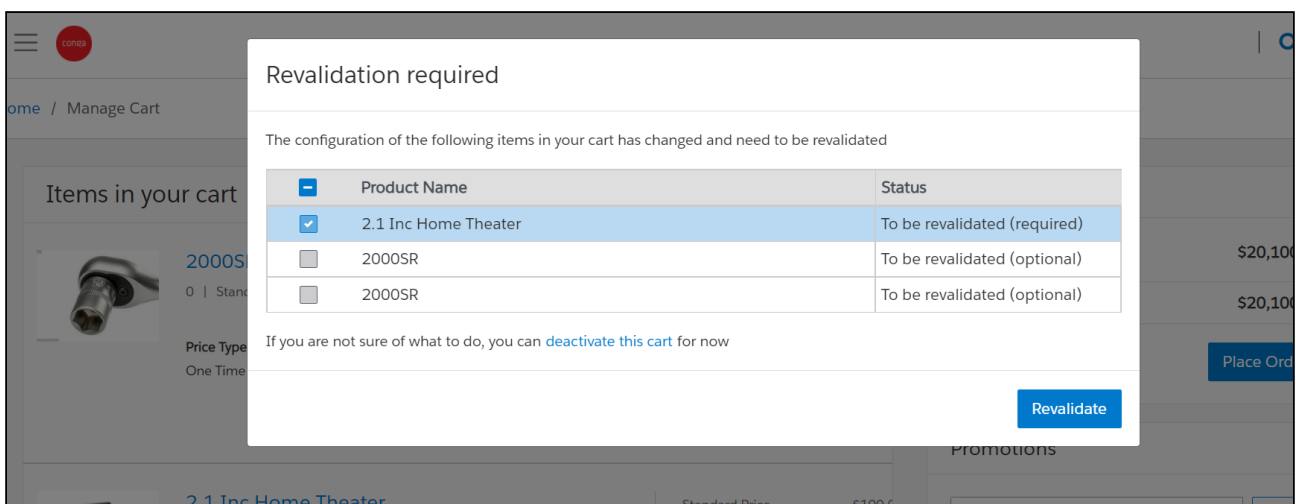 conga
Revalidation required
ome / Manage Cart
The configuration of the following items in your cart has changed and need to be revalidated
Product Name Status
Items in your cart
2.1 Inc Home Theater To be revalidated (required)
2000SR To be revalidated (optional)
2000SR To be revalidated (optional)
2000S
0 | Stand
$20,100
$20,100
If you are not sure of what to do, you can deactivate this cart for now
Price Type
One Time
Place Ord
Revalidate
Promotions
2.1 Inc Home Theater Standard Price $100.0